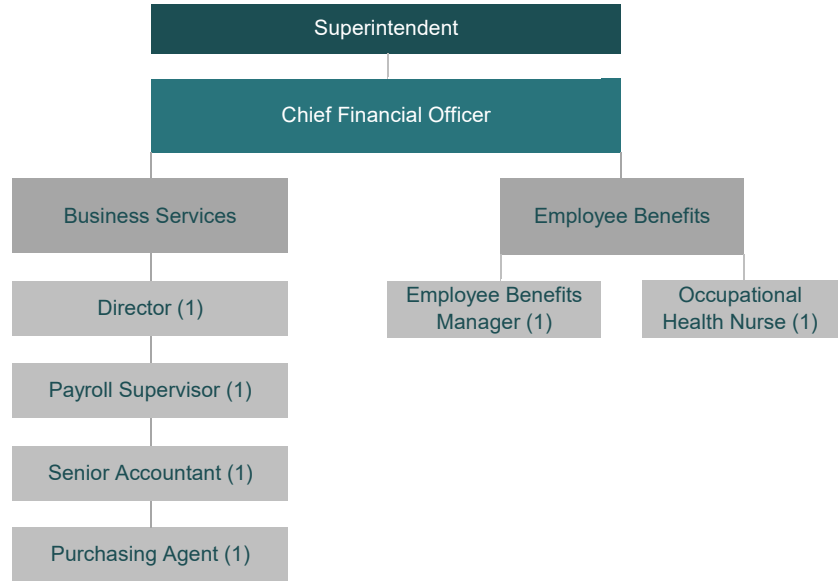 Superintendent
Chief Financial Officer
Business Services
Director (1)
Payroll Supervisor (1)
Senior Accountant (1)
Purchasing Agent (1)
Employee Benefits
Employee Benefits
Manager (1)
Occupational
Health Nurse (1)